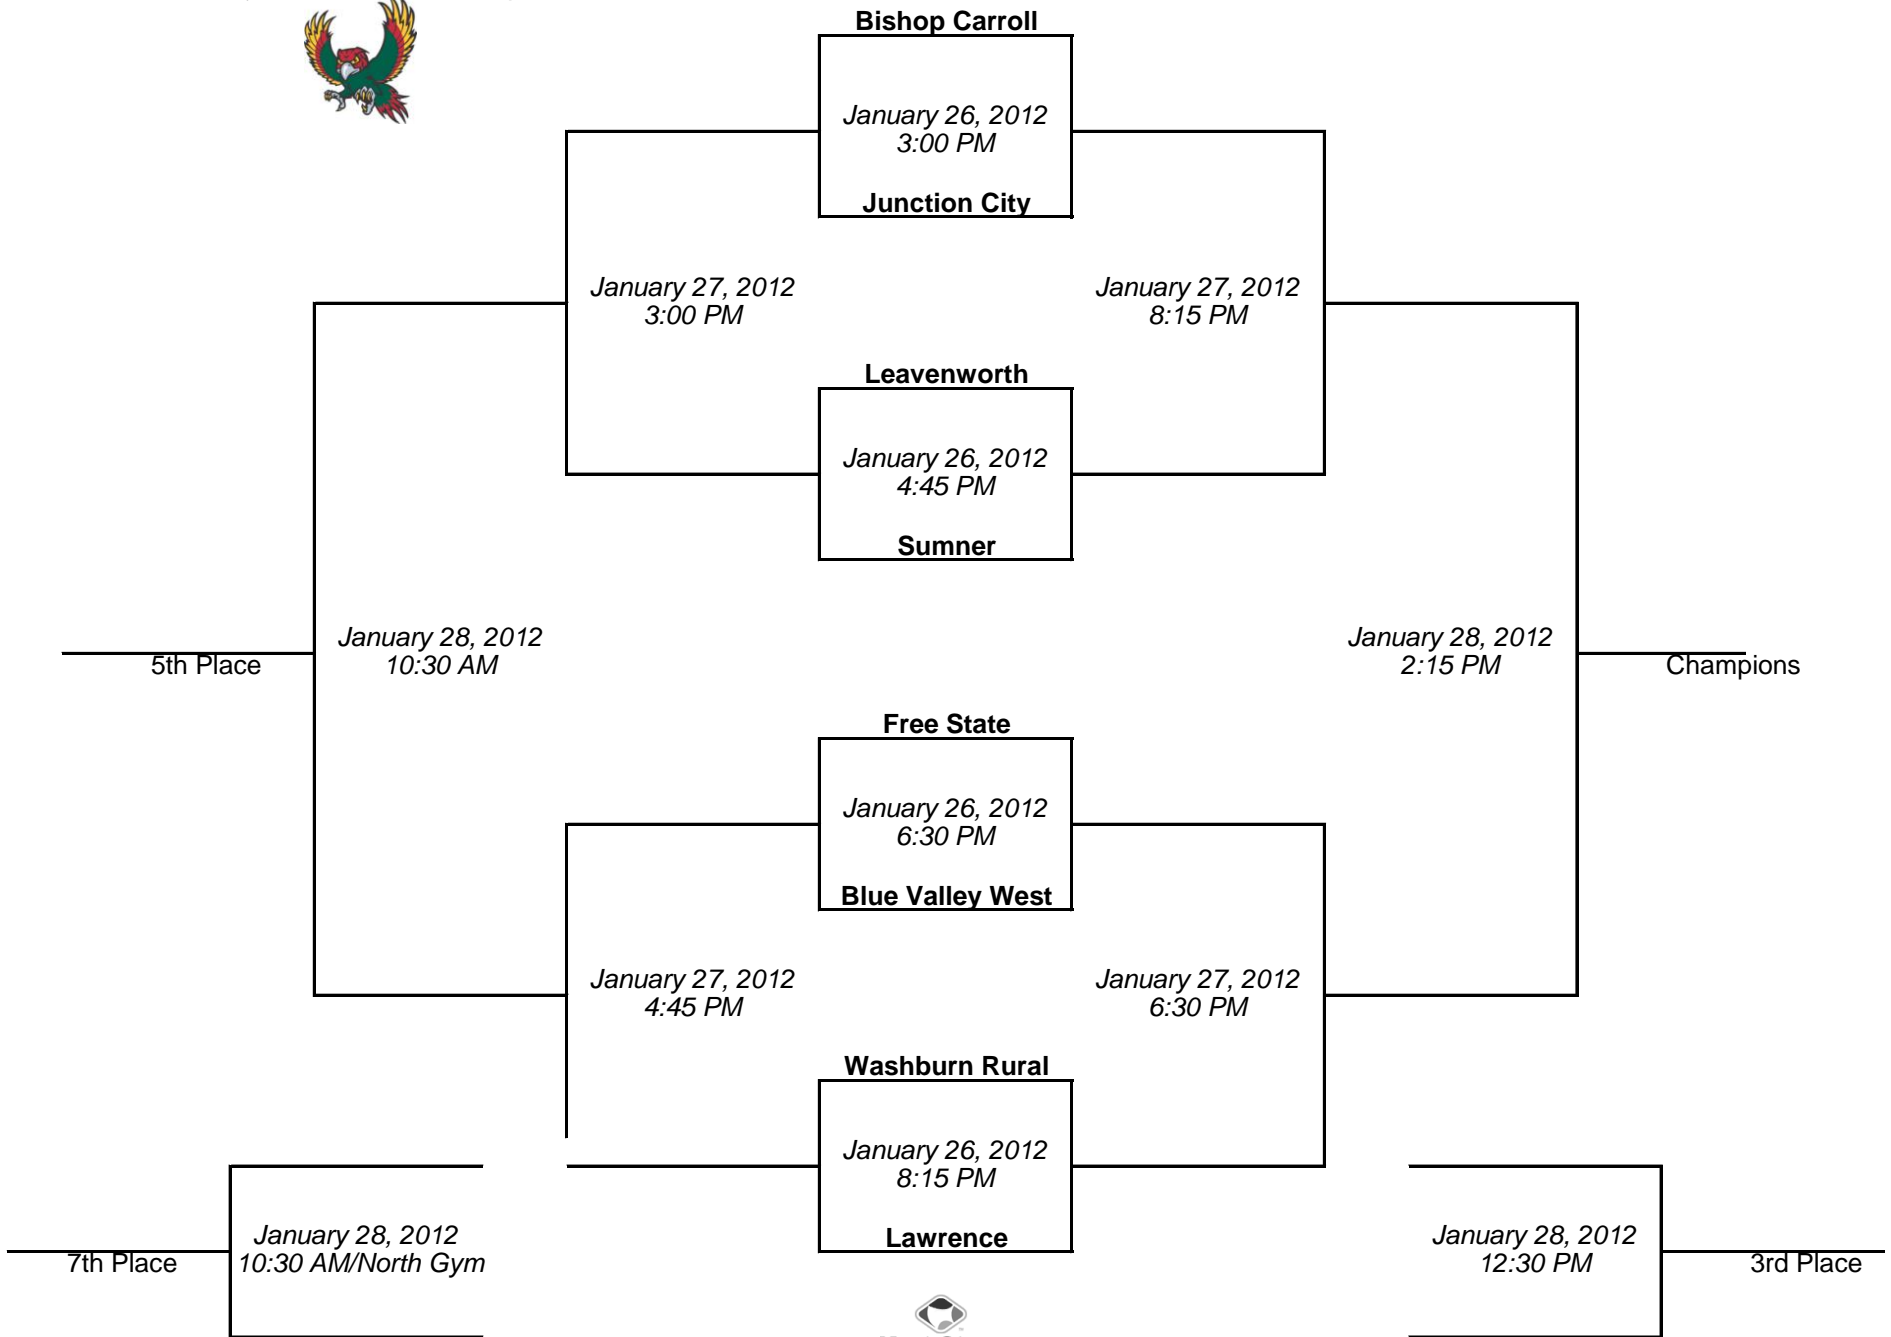 Bishop Carroll
January 26, 2012
3:00 PM
Junction City
January 27, 2012
3:00 PM
January 27, 2012
8:15 PM
Leavenworth
January 26, 2012
4:45 PM
Sumner
5th Place
January 28, 2012
10:30 AM
January 28, 2012
2:15 PM
Champions
Free State
January 26, 2012
6:30 PM
Blue Valley West
January 27, 2012
4:45 PM
January 27, 2012
6:30 PM
Washburn Rural
January 26, 2012
8:15 PM
Lawrence
7th Place
January 28, 2012
10:30 AM/North Gym
January 28, 2012
12:30 PM
3rd Place